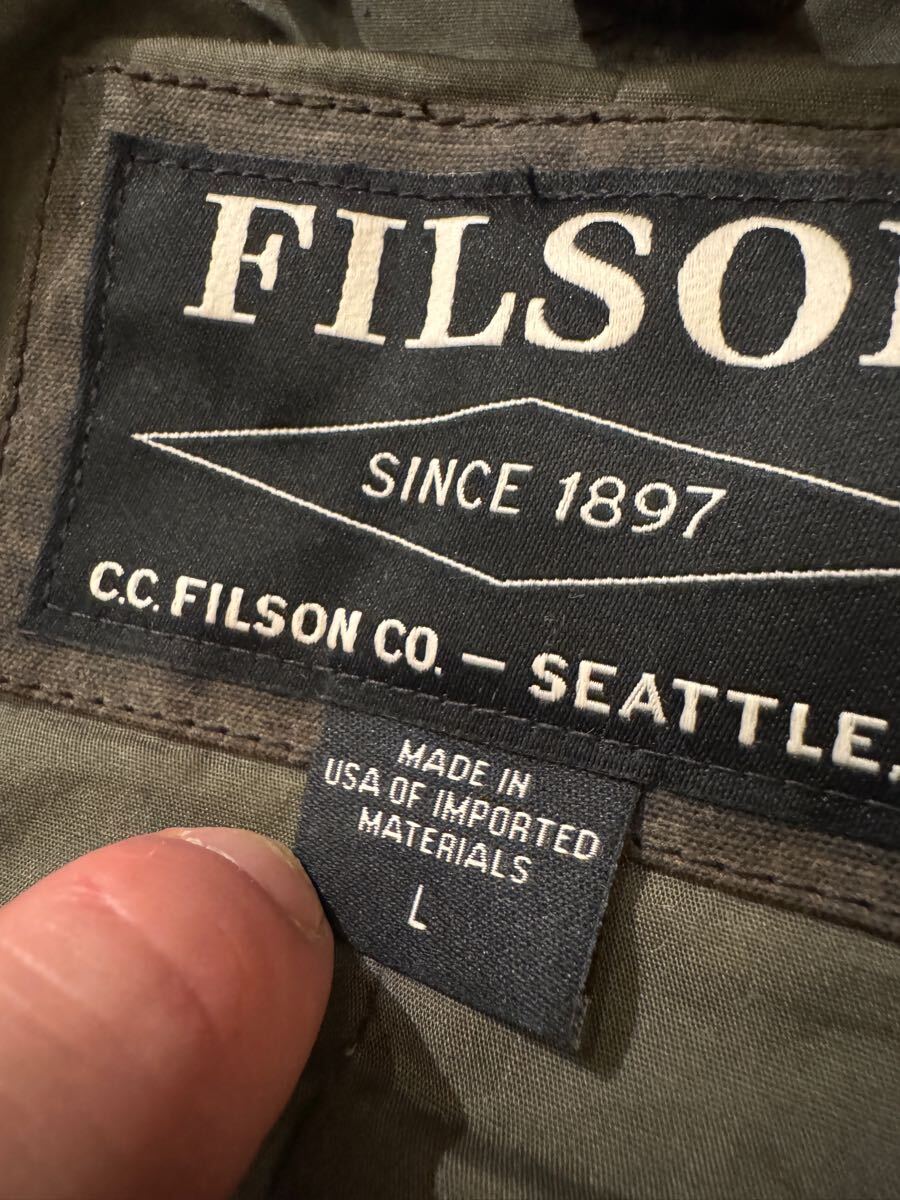 FILSO
SINCE 1897
C.C. FILSON CO. — SEATTLE,
MADE IN
USA OF IMPORTED
MATERIALS
L